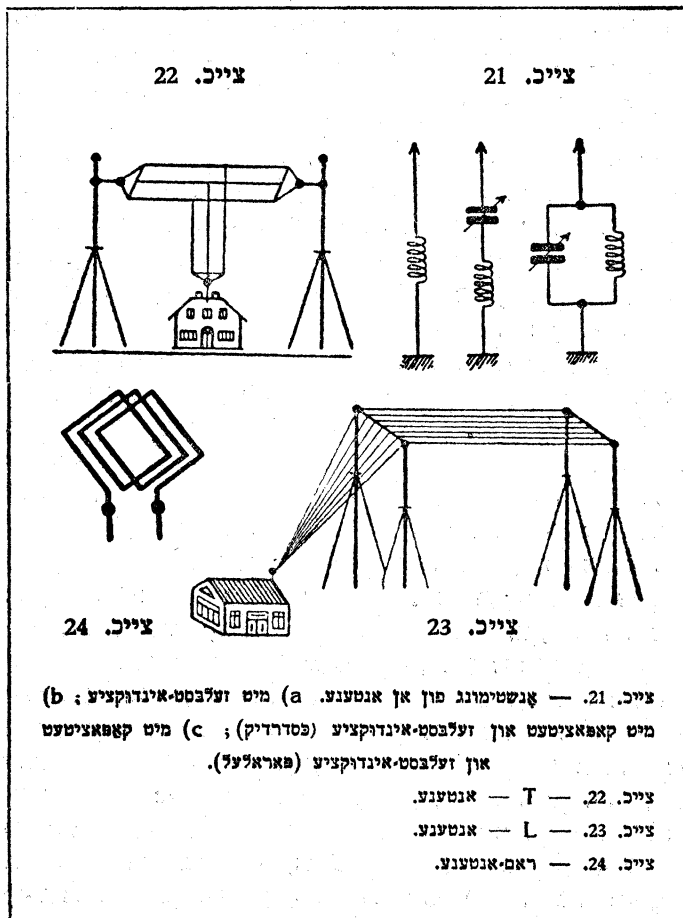 צייכ. 21
צייכ. 22
צייכ. 23
צייכ. 24
צייכ. 21. — אָנשטימונג פון אן אנטענע. a) מיט זעלבסט-אינדוקציע; b)
מיט קאפאציטעט און זעלבסט-אינדוקציע (כסדרדיק); c) מיט קאפאציטעט
און זעלבסט-אינדוקציע (פאראלעל).
צייכ. 22. — T — אנטענע.
צייכ. 23. — L — אנטענע.
צייכ. 24. — ראם-אנטענע.